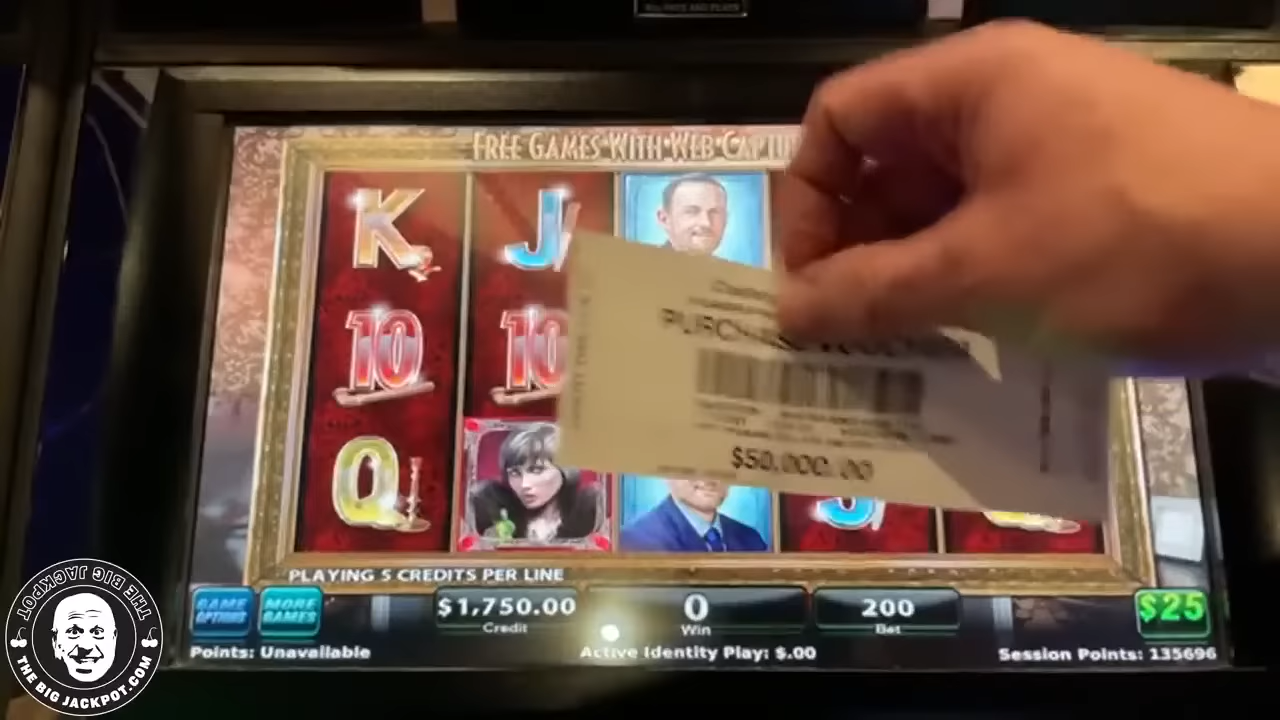 FREE GAMES WITH WEB
K
J
10
10
Q
$50,000.00
PLAYING 5 CREDITS PER LINE
GAME OPTIONS
MORE GAMES
$1,750.00
Credit
0
Win
200
Bet
$25
Points: Unavailable
Active Identity Play: $.00
Session Points: 135696
THE BIG JACKPOT
THE BIG JACKPOT.COM